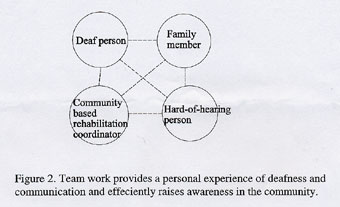 Deaf person
Family
member
Community
based
rehabilitation
coordinator
Hard-of-hearing
person
Figure 2. Team work provides a personal experience of deafness and
communication and effeciently raises awareness in the community.